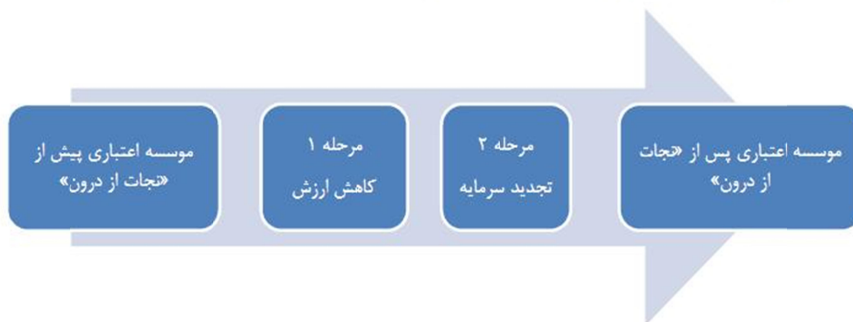 موسسه اعتباری پیش از
«نجات از درون»
مرحله ۱
کاهش ارزش
مرحله ۲
تجدید سرمایه
موسسه اعتباری پس از «نجات
از درون»